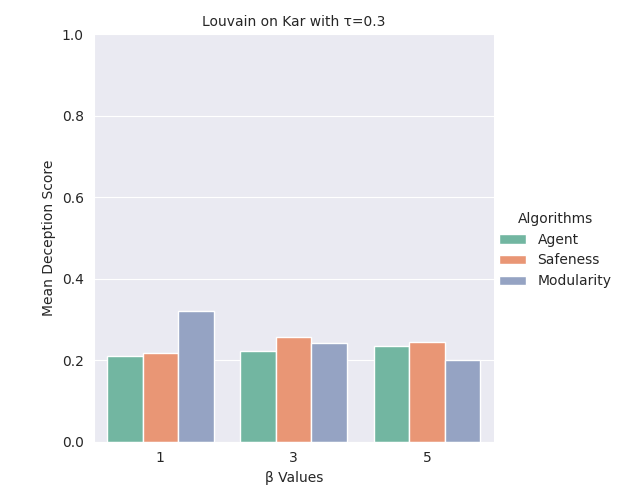 Louvain on Kar with τ=0.3
1.0
0.8
0.6
0.4
0.2
0.0
Mean Deception Score
1 3 5
β Values
Algorithms
Agent
Safeness
Modularity